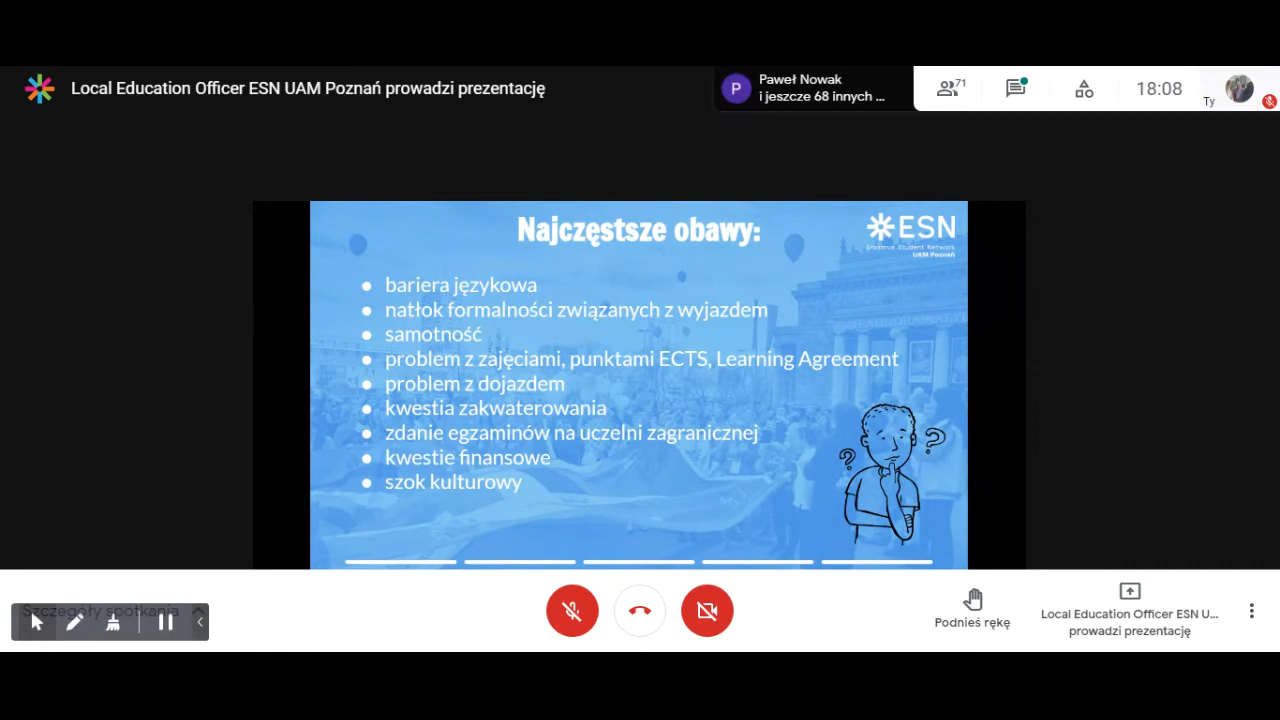 Local Education Officer ESN UAM Poznań prowadzi prezentację
P
Paweł Nowak
i jeszcze 68 innych ...
71
18:08
Ty
Najczęstsze obawy:
ESN
Erasmus Student Network
UAM Poznań
● bariera językowa
● natłok formalności związanych z wyjazdem
● samotność
● problem z zajęciami, punktami ECTS, Learning Agreement
● problem z dojazdem
● kwestia zakwaterowania
● zdanie egzaminów na uczelni zagranicznej
● kwestie finansowe
● szok kulturowy
? ?
Szczegóły spotkania
Podnieś rękę
Local Education Officer ESN U...
prowadzi prezentację